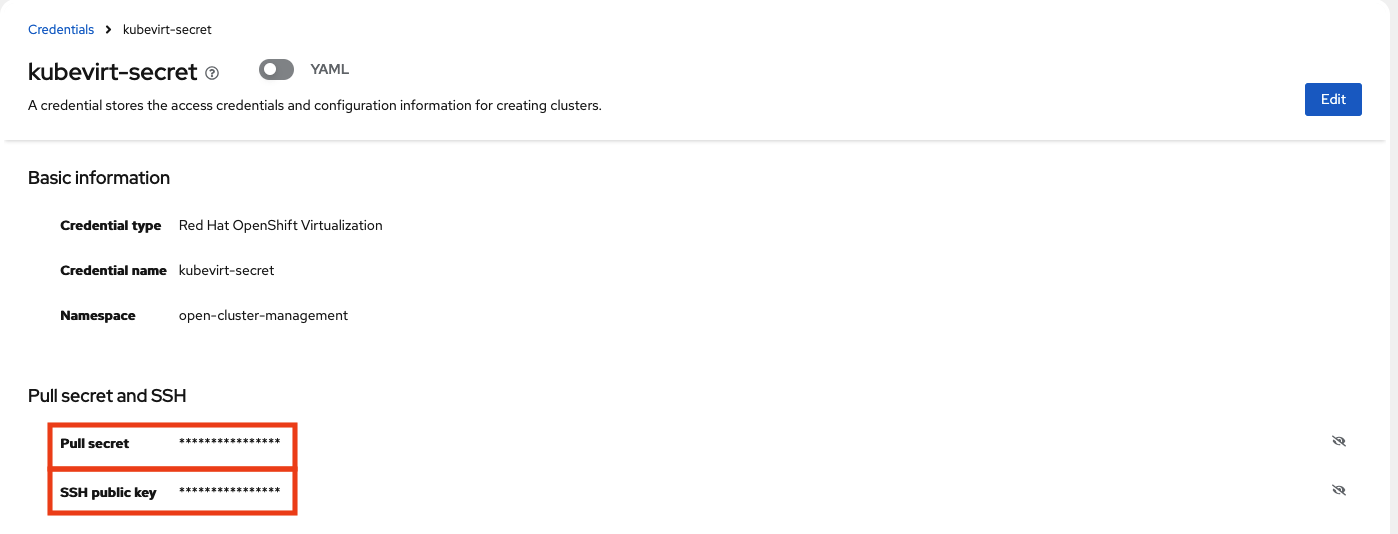 Credentials > kubevirt-secret
kubevirt-secret ? YAML
A credential stores the access credentials and configuration information for creating clusters.
Edit
Basic information
Credential type Red Hat OpenShift Virtualization
Credential name kubevirt-secret
Namespace open-cluster-management
Pull secret and SSH
Pull secret ****************
SSH public key ****************